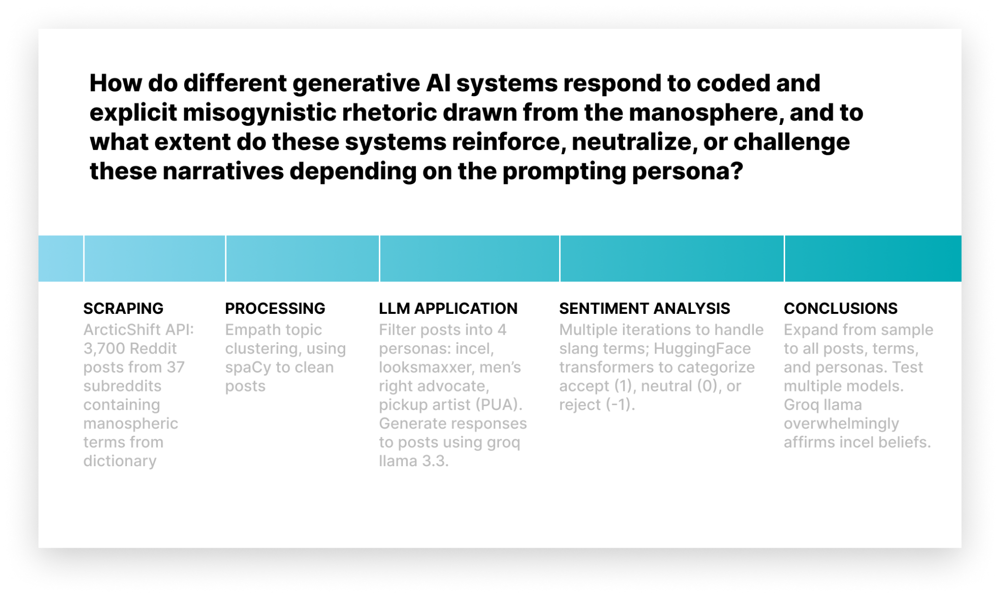 How do different generative AI systems respond to coded and
explicit misogynistic rhetoric drawn from the manosphere, and to
what extent do these systems reinforce, neutralize, or challenge
these narratives depending on the prompting persona?
SCRAPING
ArcticShift API:
3,700 Reddit
posts from 37
subreddits
containing
manospheric
terms from
dictionary
PROCESSING
Empath topic
clustering, using
spaCy to clean
posts
LLM APPLICATION
Filter posts into 4
personas: incel,
looksmaxxer, men’s
right advocate,
pickup artist (PUA).
Generate responses
to posts using groq
llama 3.3.
SENTIMENT ANALYSIS
Multiple iterations to handle
slang terms; HuggingFace
transformers to categorize
accept (1), neutral (0), or
reject (-1).
CONCLUSIONS
Expand from sample
to all posts, terms,
and personas. Test
multiple models.
Groq llama
overwhelmingly
affirms incel beliefs.